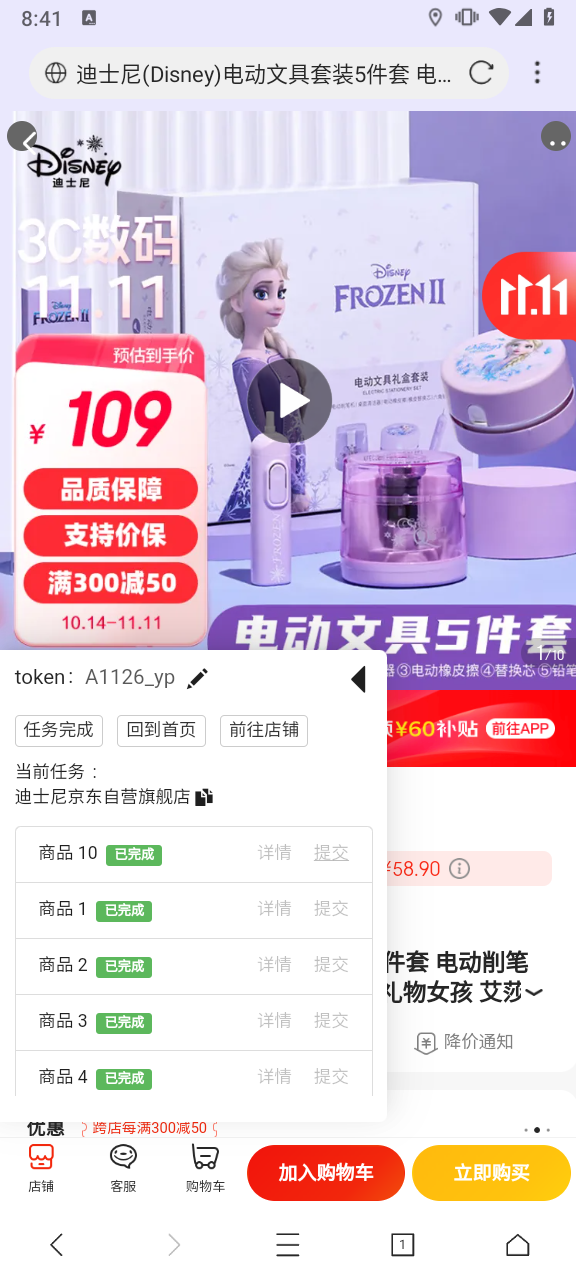 8:41
A
迪士尼(Disney)电动文具套装5件套 电...
Disney
迪士尼
3C数码
11.11
Disney
FROZEN II
Disney
FROZEN II
11.11
预估到手价
¥ 109
电动文具礼盒套装
ELECTRIC STATIONERY SET
品质保障
支持价保
满300减50
10.14-11.11
FROZEN
电动文具5件套
器③电动橡皮擦④替换芯⑤铅笔
1/10
token： A1126_yp
¥60补贴 前往APP
任务完成 回到首页 前往店铺
当前任务 ：
迪士尼京东自营旗舰店
商品 10 已完成 详情 提交
¥58.90
商品 1 已完成 详情 提交
商品 2 已完成 详情 提交
件套 电动削笔
礼物女孩 艾莎
商品 3 已完成 详情 提交
降价通知
商品 4 已完成 详情 提交
优惠 跨店每满300减50
店铺 客服 购物车 加入购物车 立即购买
1